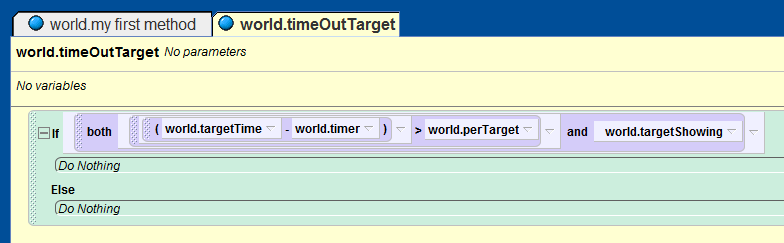 world.my first method world.timeOutTarget
world.timeOutTarget No parameters
No variables
If both ( world.targetTime - world.timer ) > world.perTarget and world.targetShowing
Do Nothing
Else
Do Nothing